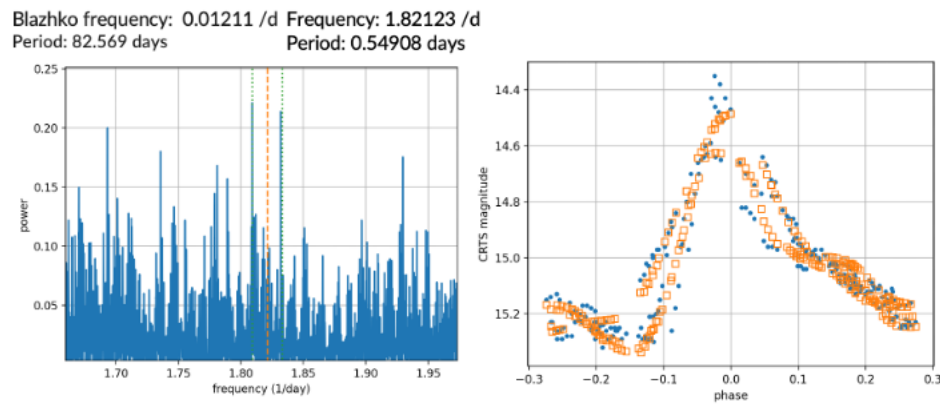 Blazhko frequency: 0.01211 /d Frequency: 1.82123 /d
Period: 82.569 days Period: 0.54908 days
0.25
0.20
0.15
0.10
0.05
power
1.70 1.75 1.80 1.85 1.90 1.95
frequency (1/day)
14.4
14.6
14.8
15.0
15.2
CRTS magnitude
−0.3 −0.2 −0.1 0.0 0.1 0.2 0.3
phase